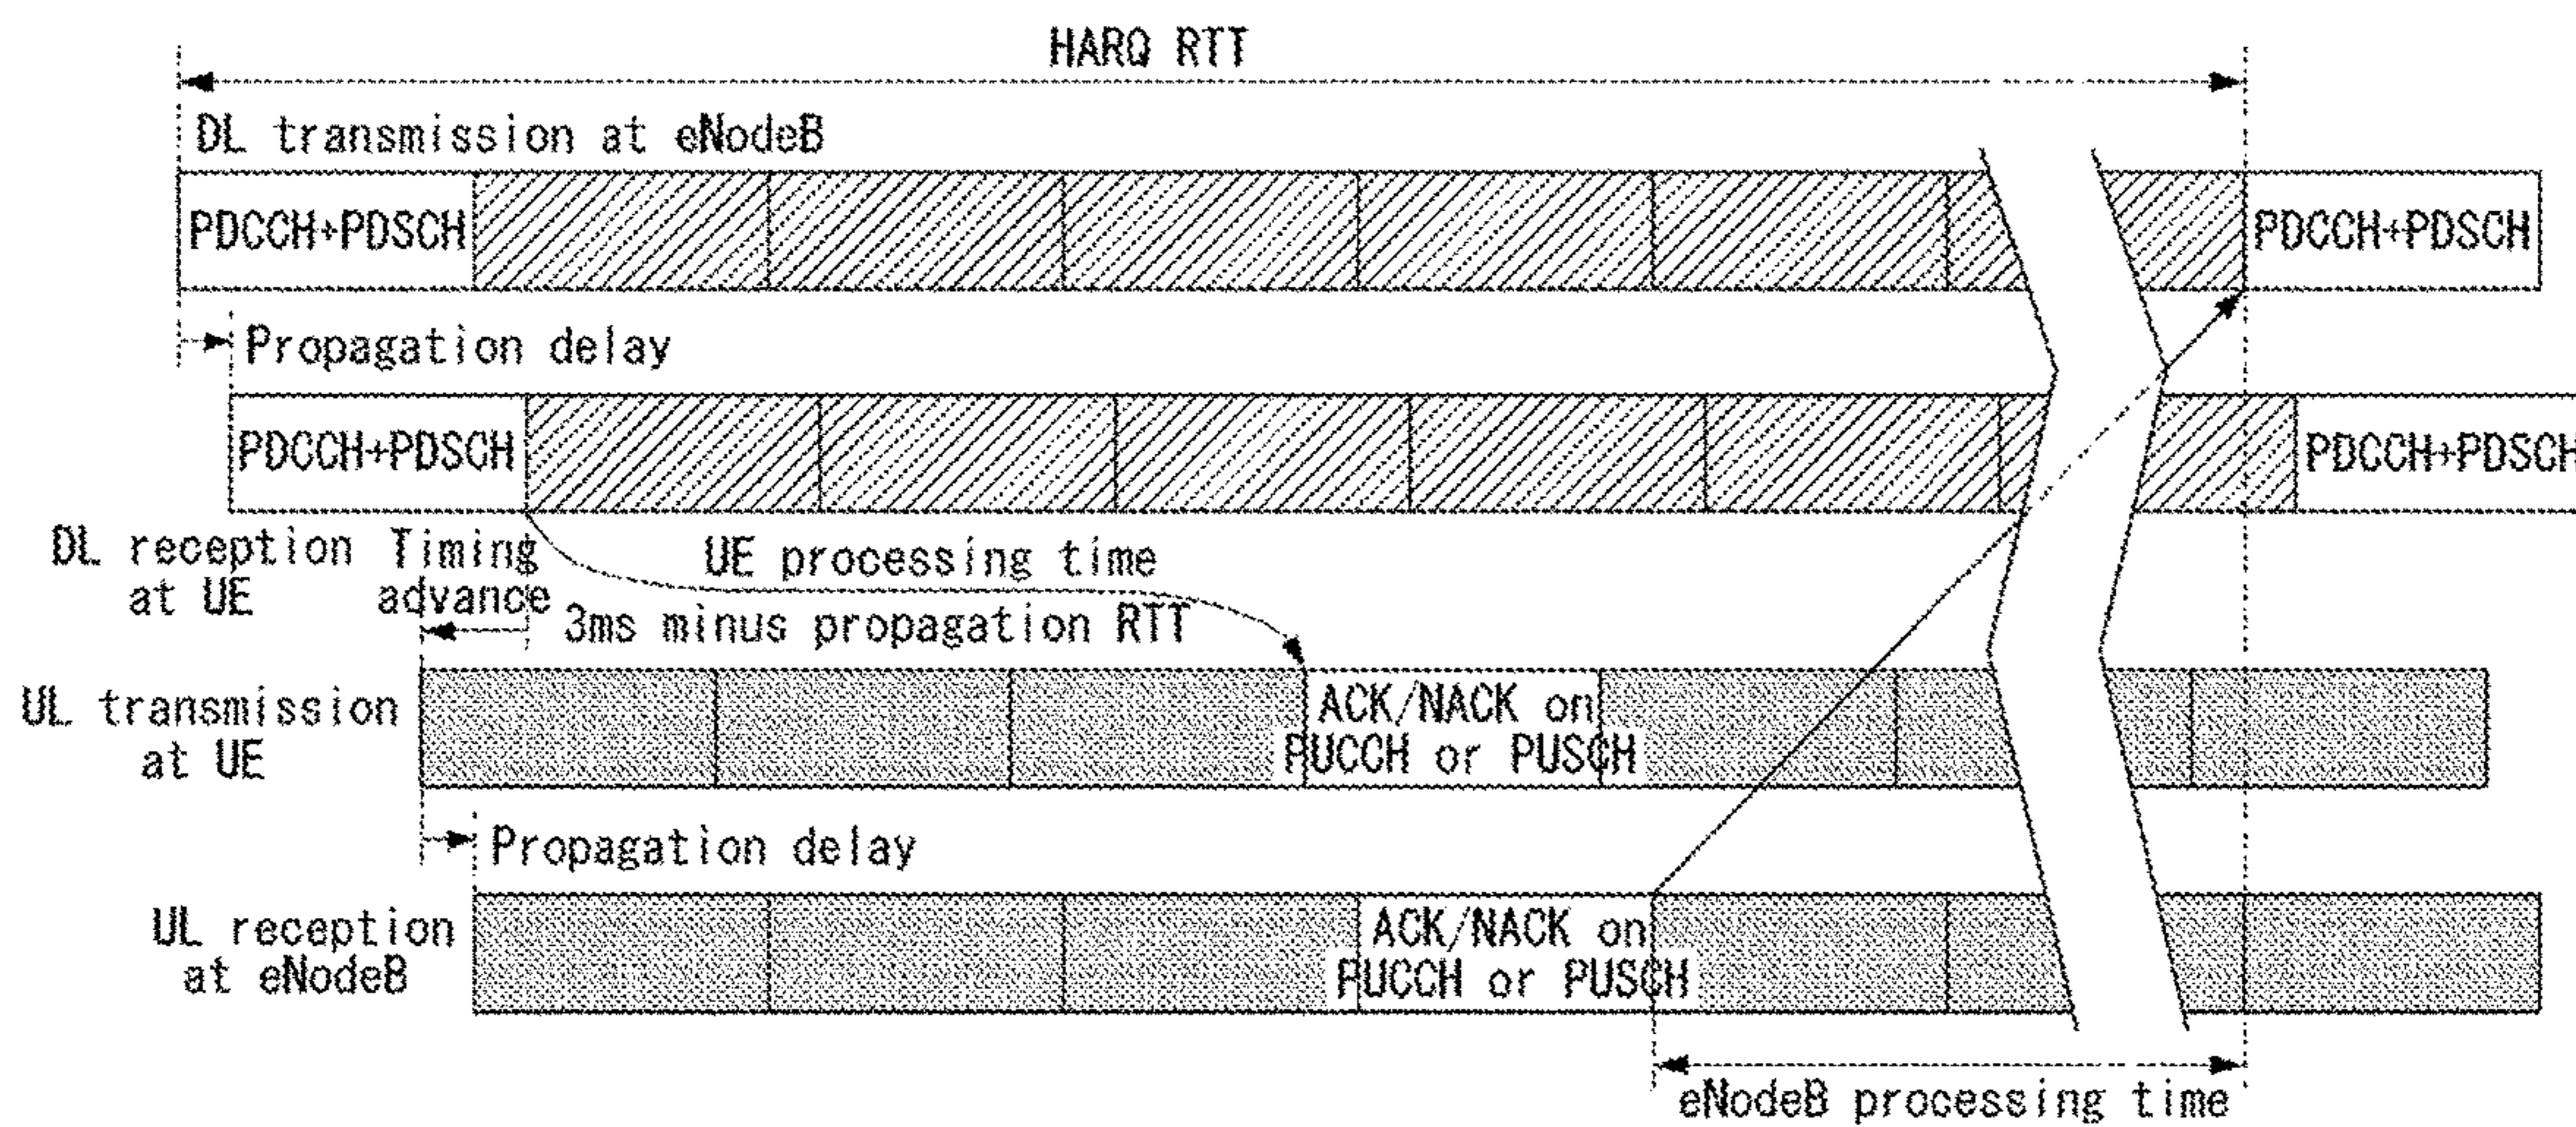 HARQ RTT
DL transmission at eNodeB
PDCCH+PDSCH
PDCCH+PDSCH
Propagation delay
PDCCH+PDSCH
PDCCH+PDSCH
DL reception
at UE
Timing
advance
UE processing time
3ms minus propagation RTT
UL transmission
at UE
ACK/NACK on
PUCCH or PUSCH
Propagation delay
UL reception
at eNodeB
ACK/NACK on
PUCCH or PUSCH
eNodeB processing time